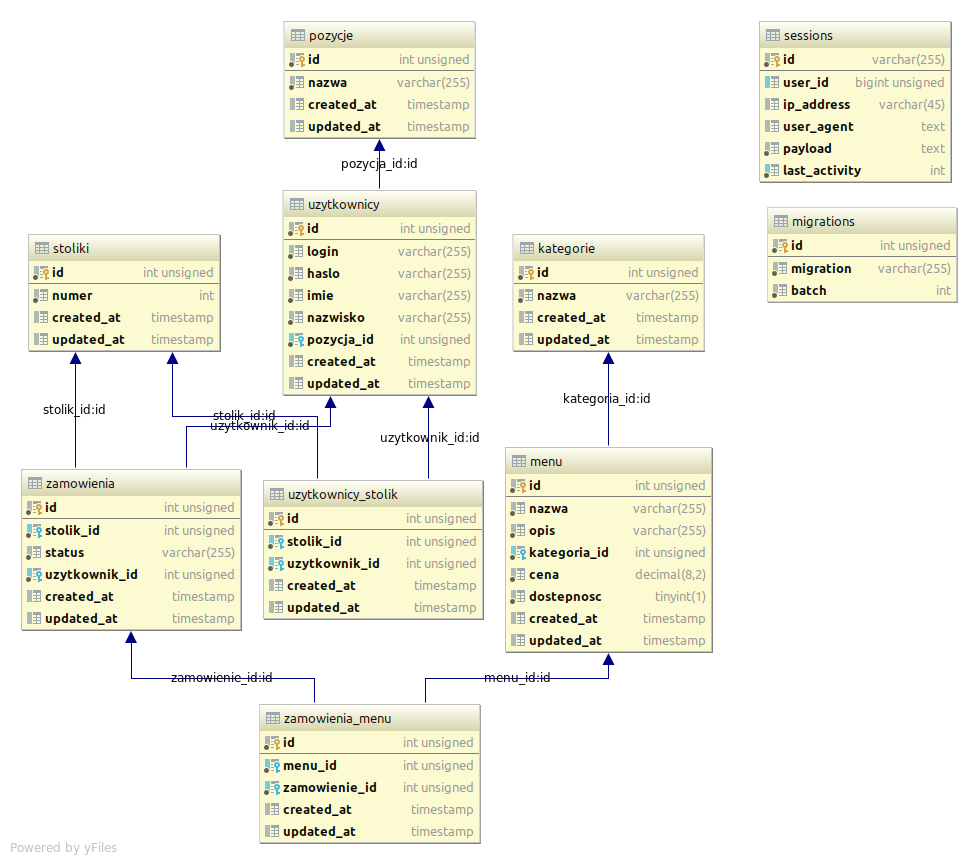 pozycje
id int unsigned
nazwa varchar(255)
created_at timestamp
updated_at timestamp
pozycja_id:id
sessions
id varchar(255)
user_id bigint unsigned
ip_address varchar(45)
user_agent text
payload text
last_activity int
migrations
id int unsigned
migration varchar(255)
batch int
uzytkownicy
id int unsigned
login varchar(255)
haslo varchar(255)
imie varchar(255)
nazwisko varchar(255)
pozycja_id int unsigned
created_at timestamp
updated_at timestamp
stoliki
id int unsigned
numer int
created_at timestamp
updated_at timestamp
kategorie
id int unsigned
nazwa varchar(255)
created_at timestamp
updated_at timestamp
stolik_id:id
stolik_id:id
uzytkownik_id:id
uzytkownik_id:id
kategoria_id:id
zamowienia
id int unsigned
stolik_id int unsigned
status varchar(255)
uzytkownik_id int unsigned
created_at timestamp
updated_at timestamp
uzytkownicy_stolik
id int unsigned
stolik_id int unsigned
uzytkownik_id int unsigned
created_at timestamp
updated_at timestamp
menu
id int unsigned
nazwa varchar(255)
opis varchar(255)
kategoria_id int unsigned
cena decimal(8,2)
dostepnosc tinyint(1)
created_at timestamp
updated_at timestamp
zamowienie_id:id
menu_id:id
zamowienia_menu
id int unsigned
menu_id int unsigned
zamowienie_id int unsigned
created_at timestamp
updated_at timestamp
Powered by yFiles